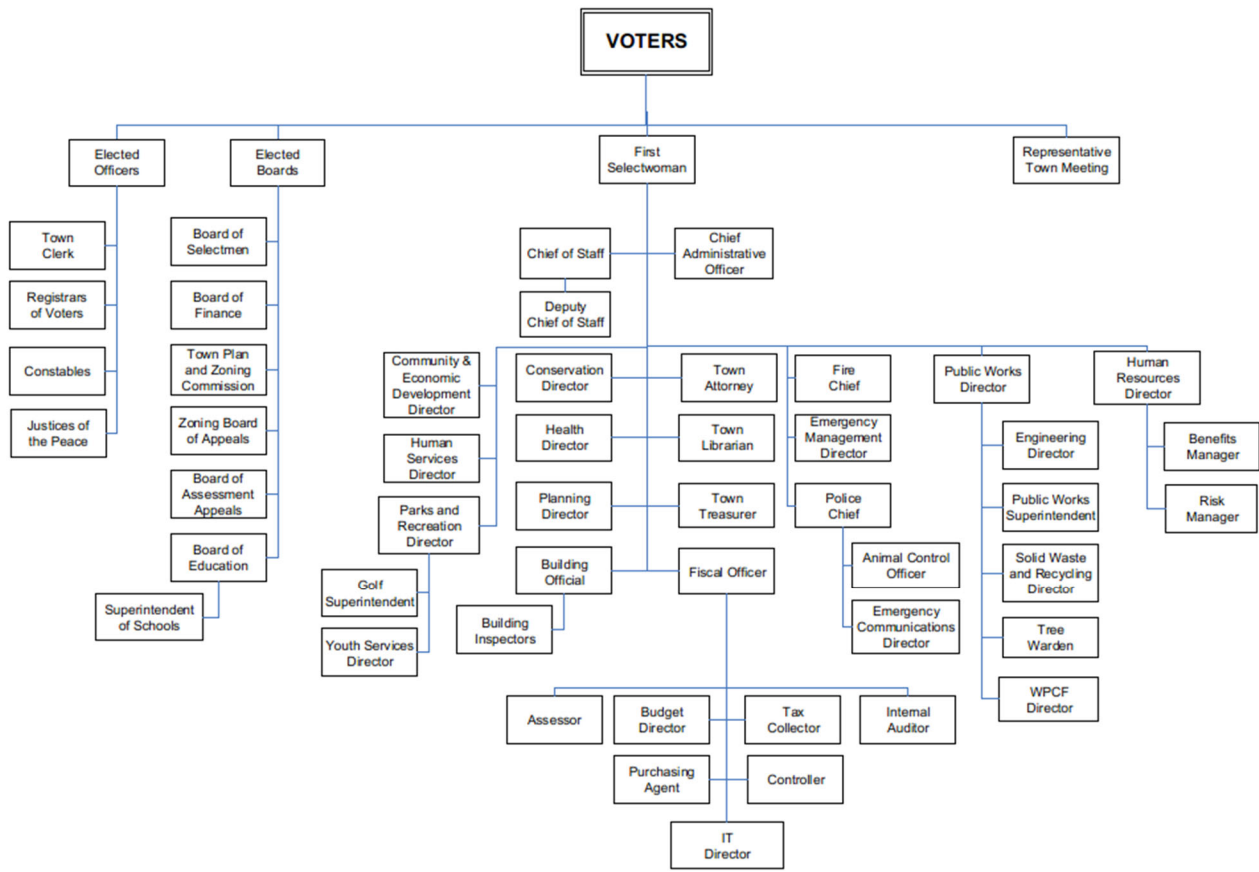 VOTERS
Elected
Officers
Elected
Boards
First
Selectwoman
Representative
Town Meeting
Town
Clerk
Registrars
of Voters
Constables
Justices of
the Peace
Board of
Selectmen
Board of
Finance
Town Plan
and Zoning
Commission
Zoning Board
of Appeals
Board of
Assessment
Appeals
Board of
Education
Superintendent
of Schools
Chief of Staff
Chief
Administrative
Officer
Deputy
Chief of Staff
Community &
Economic
Development
Director
Human
Services
Director
Parks and
Recreation
Director
Golf
Superintendent
Youth Services
Director
Conservation
Director
Health
Director
Planning
Director
Building
Official
Building
Inspectors
Town
Attorney
Town
Librarian
Town
Treasurer
Fiscal Officer
Fire
Chief
Emergency
Management
Director
Police
Chief
Animal Control
Officer
Emergency
Communications
Director
Public Works
Director
Engineering
Director
Public Works
Superintendent
Solid Waste
and Recycling
Director
Tree
Warden
WPCF
Director
Human
Resources
Director
Benefits
Manager
Risk
Manager
Assessor
Budget
Director
Tax
Collector
Internal
Auditor
Purchasing
Agent
Controller
IT
Director